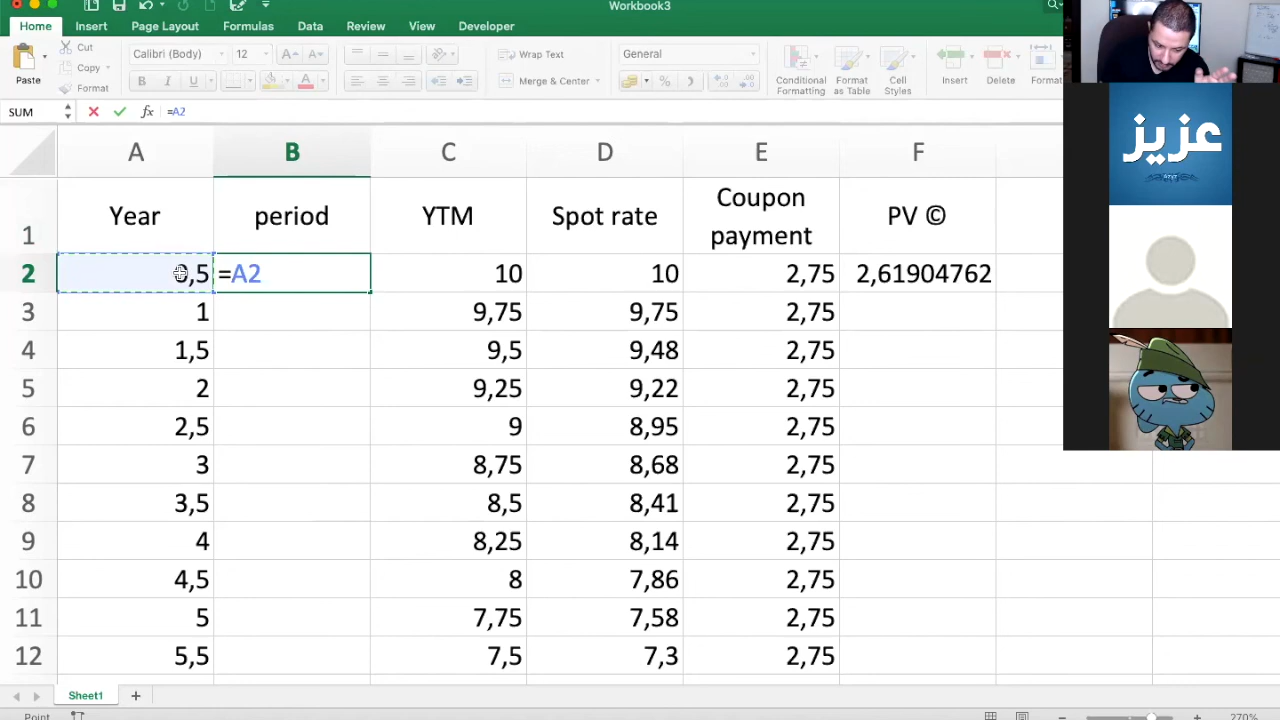 Workbook3
Home Insert Page Layout Formulas Data Review View Developer
Paste Cut Copy Format
Calibri (Body) 12 A A
B I U A
Wrap Text
Merge & Center
General
%
Conditional Formatting
Format as Table
Cell Styles
Insert Delete Format
SUM fx =A2
A B C D E F
1 Year period YTM Spot rate Coupon payment PV ©
2 0,5 =A2 10 10 2,75 2,61904762
3 1 9,75 9,75 2,75
4 1,5 9,5 9,48 2,75
5 2 9,25 9,22 2,75
6 2,5 9 8,95 2,75
7 3 8,75 8,68 2,75
8 3,5 8,5 8,41 2,75
9 4 8,25 8,14 2,75
10 4,5 8 7,86 2,75
11 5 7,75 7,58 2,75
12 5,5 7,5 7,3 2,75
Sheet1 +
Point 270%
عزيز